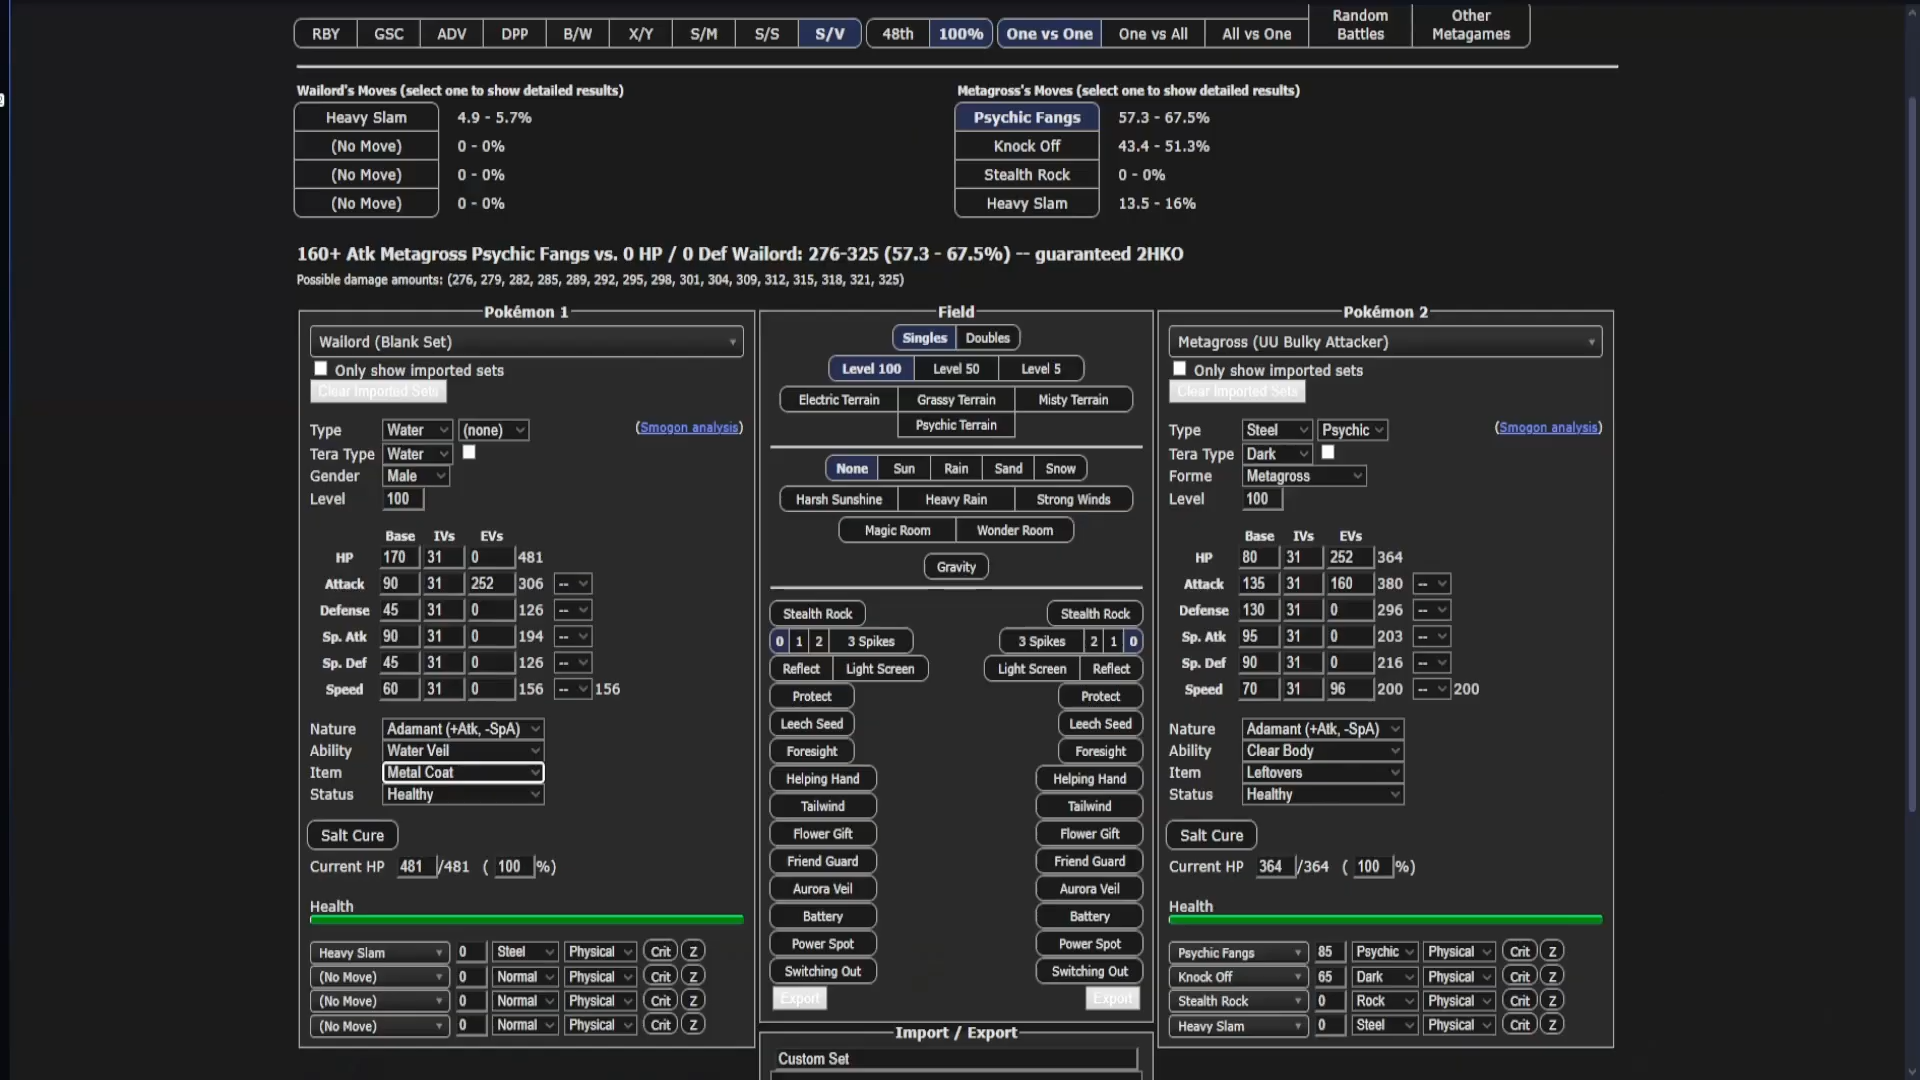 RBY GSC ADV DPP B/W X/Y S/M S/S S/V 48th 100% One vs One One vs All All vs One Random Battles Other Metagames
Wailord's Moves (select one to show detailed results)
Heavy Slam 4.9 - 5.7%
(No Move) 0 - 0%
(No Move) 0 - 0%
(No Move) 0 - 0%
Metagross's Moves (select one to show detailed results)
Psychic Fangs 57.3 - 67.5%
Knock Off 43.4 - 51.3%
Stealth Rock 0 - 0%
Heavy Slam 13.5 - 16%
160+ Atk Metagross Psychic Fangs vs. 0 HP / 0 Def Wailord: 276-325 (57.3 - 67.5%) -- guaranteed 2HKO
Possible damage amounts: (276, 279, 282, 285, 289, 292, 295, 298, 301, 304, 309, 312, 315, 318, 321, 325)
Pokémon 1
Wailord (Blank Set)
Only show imported sets
Clear Imported Sets
Type Water (none) (Smogon analysis)
Tera Type Water
Gender Male
Level 100
Base IVs EVs
HP 170 31 0 481
Attack 90 31 252 306 --
Defense 45 31 0 126 --
Sp. Atk 90 31 0 194 --
Sp. Def 45 31 0 126 --
Speed 60 31 0 156 -- 156
Nature Adamant (+Atk, -SpA)
Ability Water Veil
Item Metal Coat
Status Healthy
Salt Cure
Current HP 481 /481 ( 100 %)
Health
Heavy Slam 0 Steel Physical Crit Z
(No Move) 0 Normal Physical Crit Z
(No Move) 0 Normal Physical Crit Z
(No Move) 0 Normal Physical Crit Z
Field
Singles Doubles
Level 100 Level 50 Level 5
Electric Terrain Grassy Terrain Misty Terrain
Psychic Terrain
None Sun Rain Sand Snow
Harsh Sunshine Heavy Rain Strong Winds
Magic Room Wonder Room
Gravity
Stealth Rock Stealth Rock
0 1 2 3 Spikes 3 Spikes 2 1 0
Reflect Light Screen Light Screen Reflect
Protect Protect
Leech Seed Leech Seed
Foresight Foresight
Helping Hand Helping Hand
Tailwind Tailwind
Flower Gift Flower Gift
Friend Guard Friend Guard
Aurora Veil Aurora Veil
Battery Battery
Power Spot Power Spot
Switching Out Switching Out
Export Export
Import / Export
Custom Set
Pokémon 2
Metagross (UU Bulky Attacker)
Only show imported sets
Clear Imported Sets
Type Steel Psychic (Smogon analysis)
Tera Type Dark
Forme Metagross
Level 100
Base IVs EVs
HP 80 31 252 364
Attack 135 31 160 380 --
Defense 130 31 0 296 --
Sp. Atk 95 31 0 203 --
Sp. Def 90 31 0 216 --
Speed 70 31 96 200 -- 200
Nature Adamant (+Atk, -SpA)
Ability Clear Body
Item Leftovers
Status Healthy
Salt Cure
Current HP 364 /364 ( 100 %)
Health
Psychic Fangs 85 Psychic Physical Crit Z
Knock Off 65 Dark Physical Crit Z
Stealth Rock 0 Rock Physical Crit Z
Heavy Slam 0 Steel Physical Crit Z